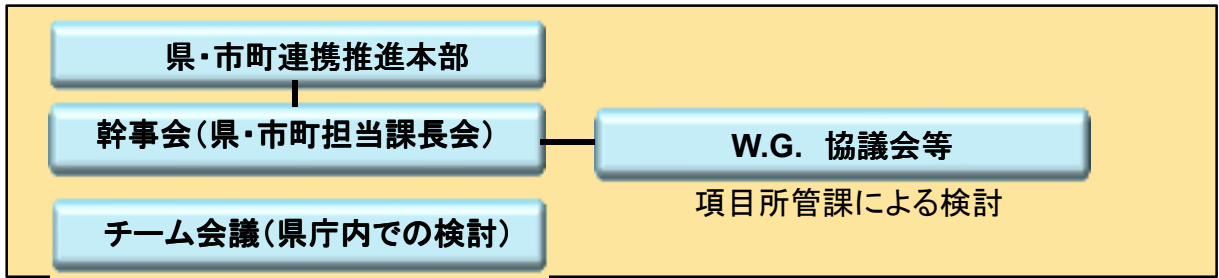 県・市町連携推進本部
幹事会(県・市町担当課長会)
W.G. 協議会等
項目所管課による検討
チーム会議(県庁内での検討)